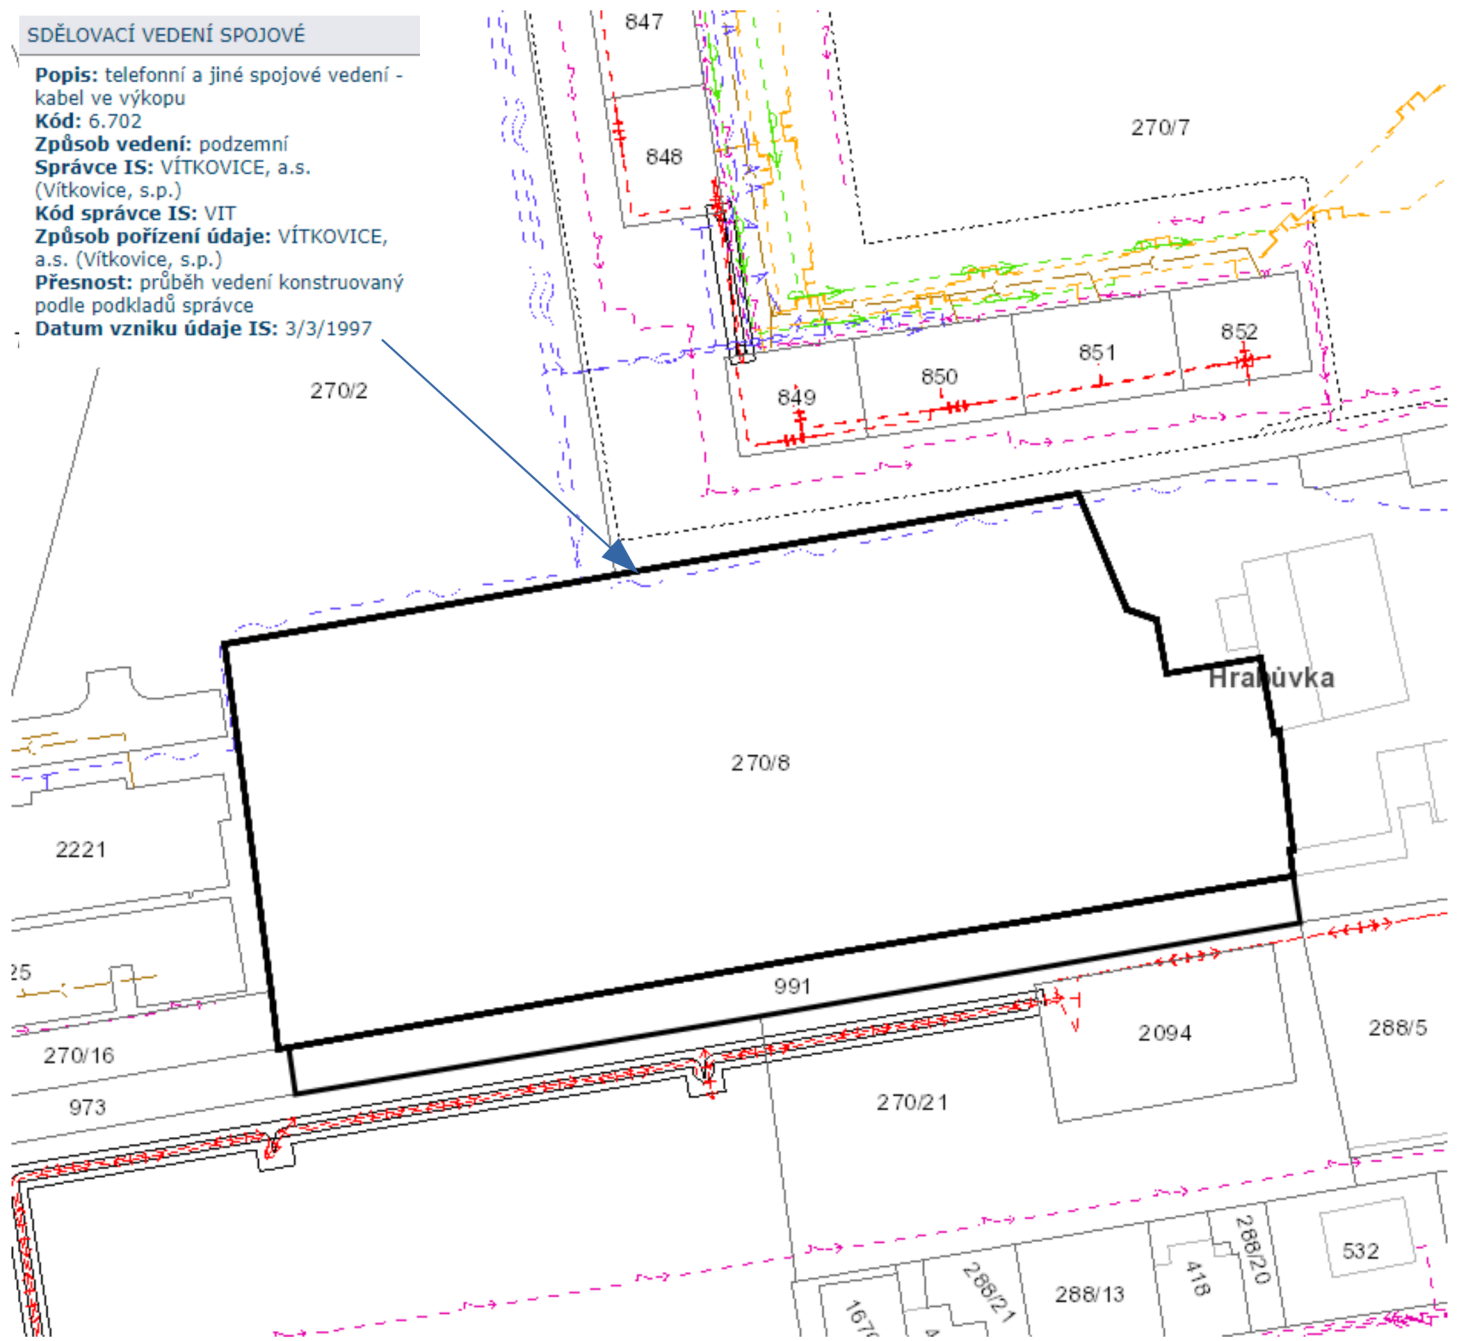 SDĚLOVACÍ VEDENÍ SPOJOVÉ
Popis: telefonní a jiné spojové vedení -
kabel ve výkopu
Kód: 6.702
Způsob vedení: podzemní
Správce IS: VÍTKOVICE, a.s.
(Vítkovice, s.p.)
Kód správce IS: VIT
Způsob pořízení údaje: VÍTKOVICE,
a.s. (Vítkovice, s.p.)
Přesnost: průběh vedení konstruovaný
podle podkladů správce
Datum vzniku údaje IS: 3/3/1997
847
848
270/7
852
851
850
849
270/2
Hrabůvka
270/8
2221
25
991
2094
288/5
270/16
973
270/21
288/20
532
418
288/21
288/13